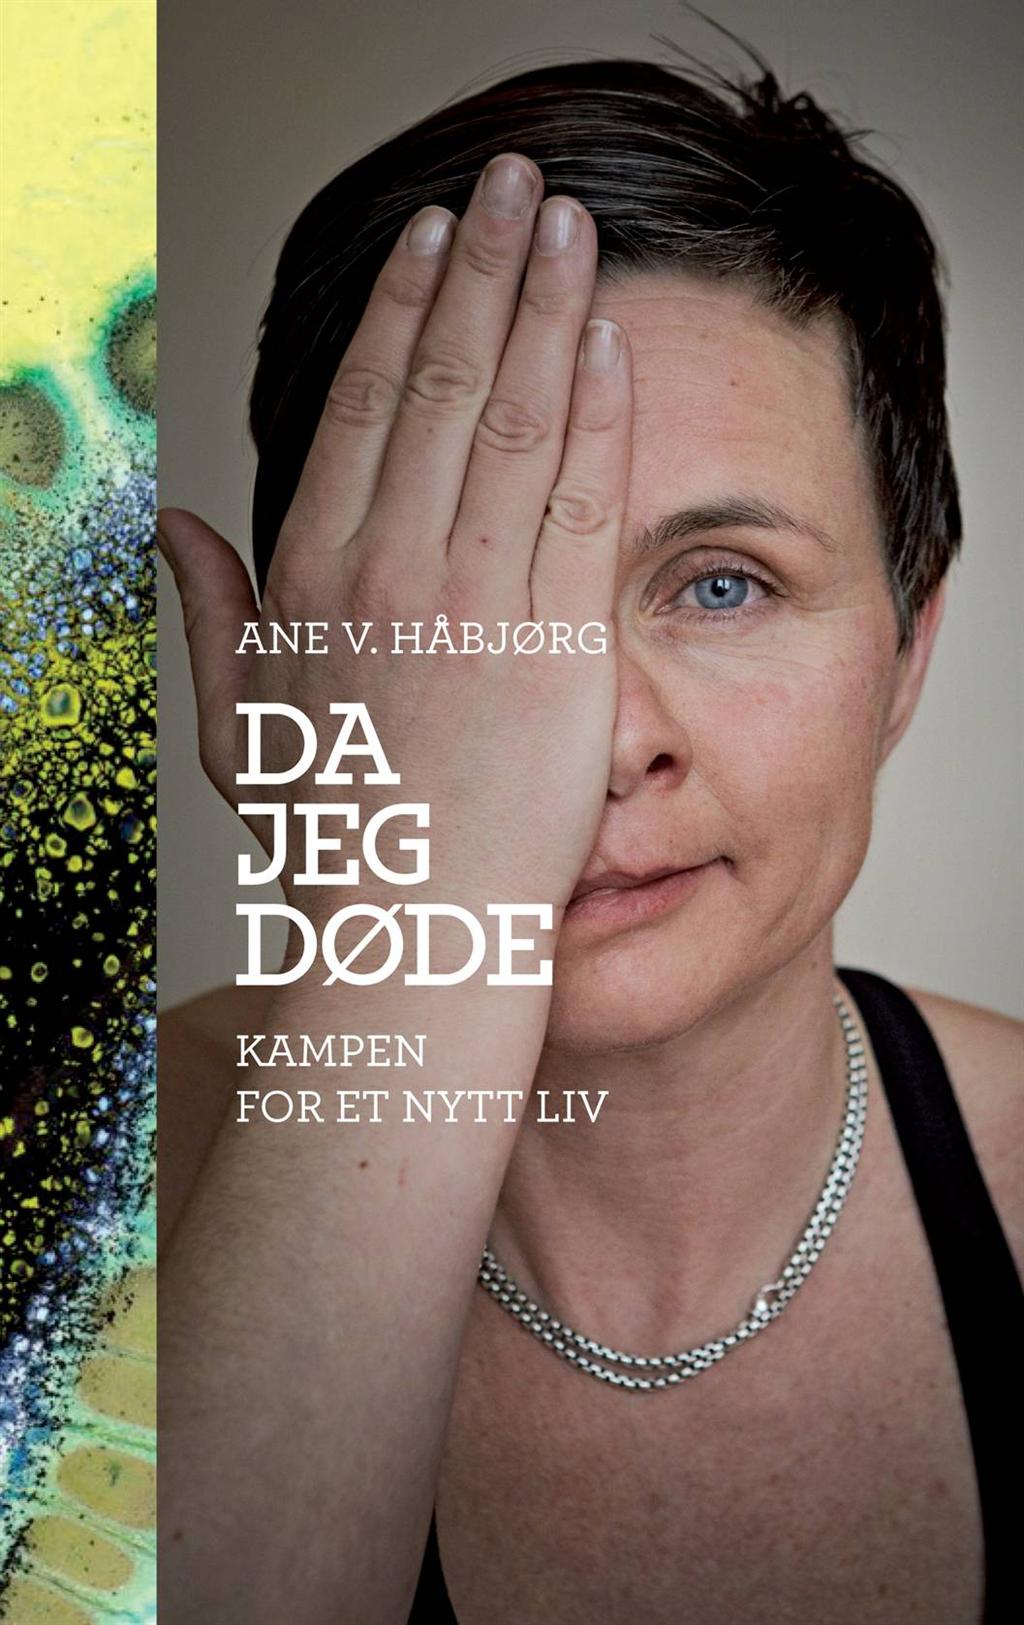 ANE V. HÅBJØRG
DA
JEG
DØDE
KAMPEN
FOR ET NYTT LIV